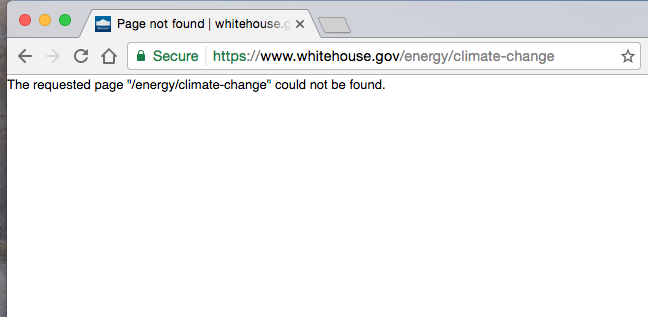 Page not found | whitehouse.g
Secure https://www.whitehouse.gov/energy/climate-change
The requested page "/energy/climate-change" could not be found.